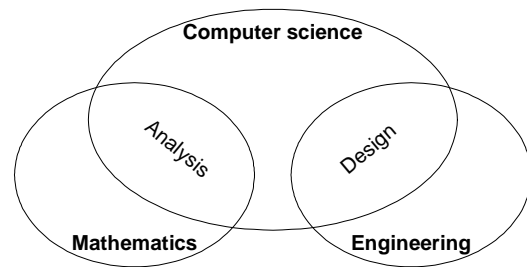 Computer science
Analysis
Design
Mathematics
Engineering